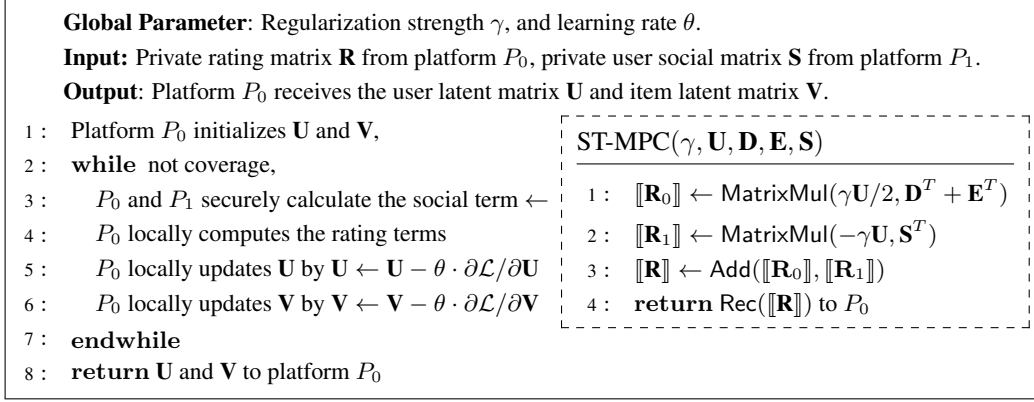 Global Parameter: Regularization strength γ, and learning rate θ.
Input: Private rating matrix R from platform P₀, private user social matrix S from platform P₁.
Output: Platform P₀ receives the user latent matrix U and item latent matrix V.
1 : Platform P₀ initializes U and V,
2 : while not coverage,
3 : P₀ and P₁ securely calculate the social term ←
4 : P₀ locally computes the rating terms
5 : P₀ locally updates U by U ← U − θ · ∂ℒ/∂U
6 : P₀ locally updates V by V ← V − θ · ∂ℒ/∂V
7 : endwhile
8 : return U and V to platform P₀
ST-MPC(γ, U, D, E, S)
1 : ⟦R₀⟧ ← MatrixMul(γU/2, Dᵀ + Eᵀ)
2 : ⟦R₁⟧ ← MatrixMul(−γU, Sᵀ)
3 : ⟦R⟧ ← Add(⟦R₀⟧, ⟦R₁⟧)
4 : return Rec(⟦R⟧) to P₀